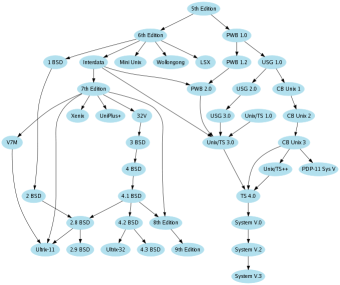 5th Edition
6th Edition
PWB 1.0
1 BSD
Interdata
Mini Unix
Wollongong
LSX
PWB 1.2
USG 1.0
7th Edition
PWB 2.0
USG 2.0
CB Unix 1
Xenix
UniPlus+
32V
USG 3.0
Unix/TS 1.0
CB Unix 2
V7M
3 BSD
Unix/TS 3.0
CB Unix 3
4 BSD
Unix/TS++
PDP-11 Sys V
2 BSD
4.1 BSD
TS 4.0
2.8 BSD
4.2 BSD
8th Edition
System V.0
Ultrix-11
2.9 BSD
Ultrix-32
4.3 BSD
9th Edition
System V.2
System V.3